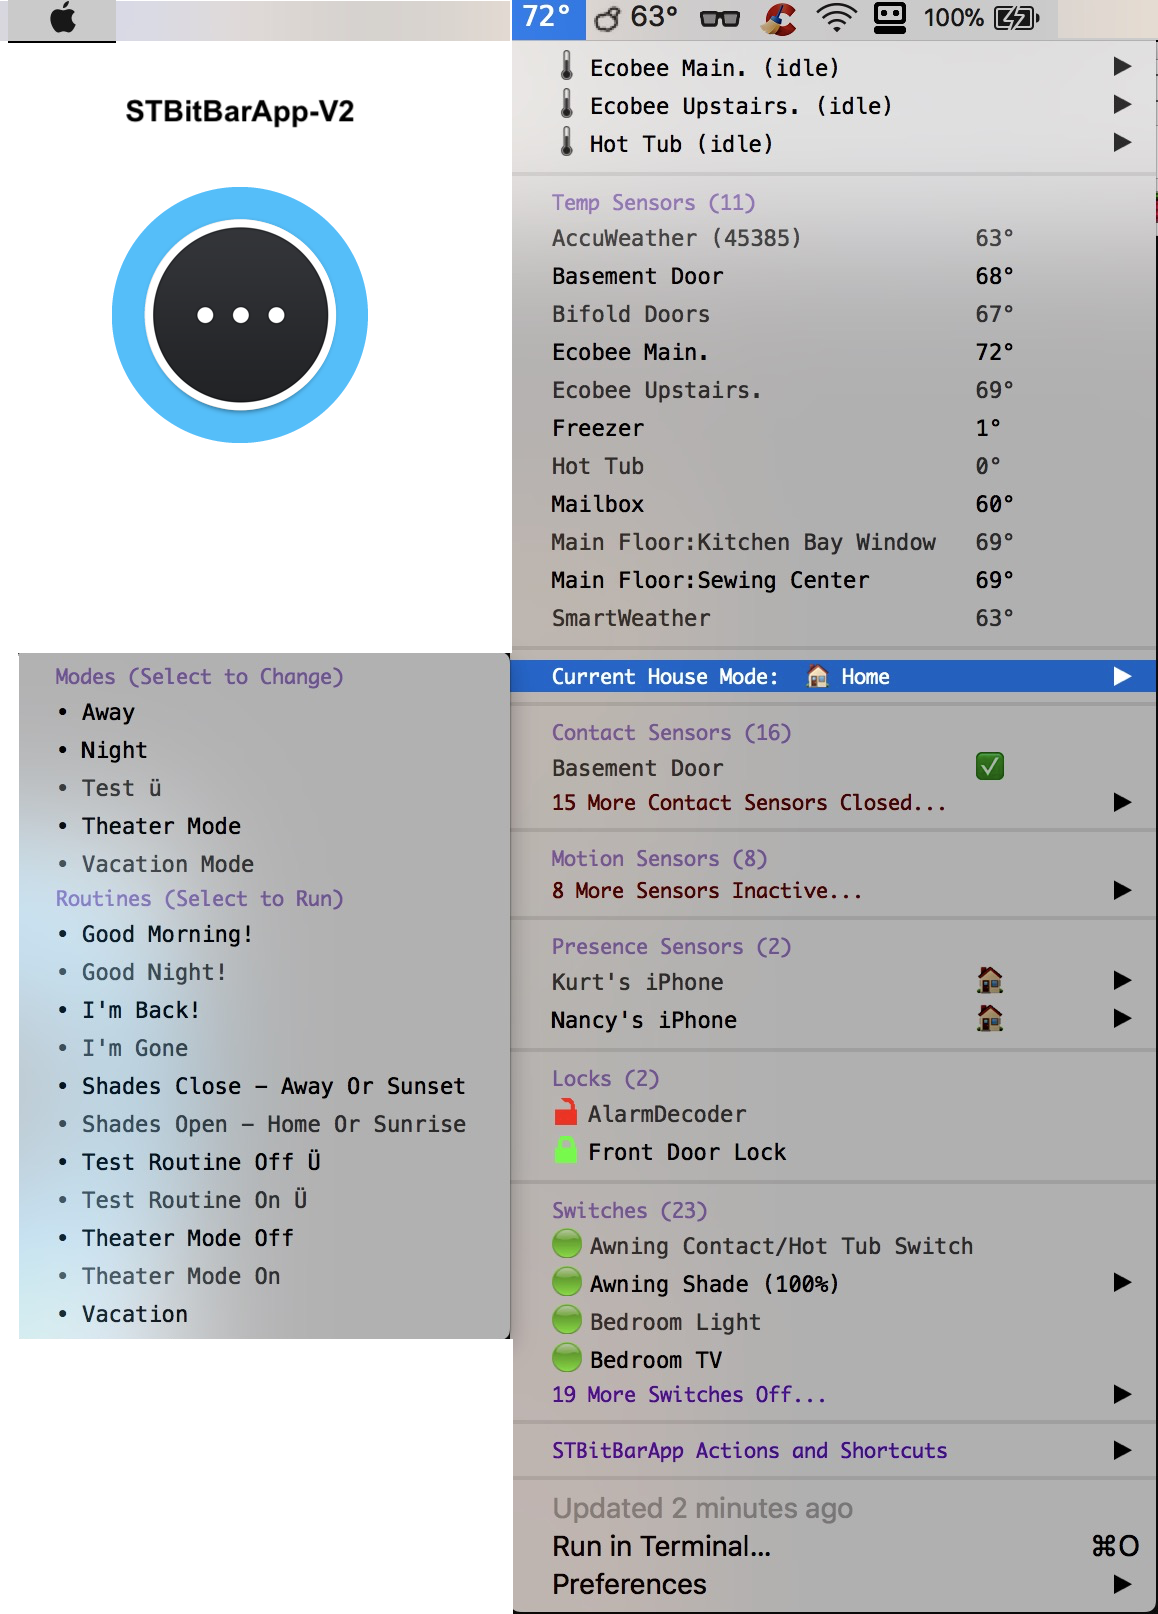 72° 63° 100%
STBitBarApp-V2
Ecobee Main. (idle)
Ecobee Upstairs. (idle)
Hot Tub (idle)
Temp Sensors (11)
AccuWeather (45385) 63°
Basement Door 68°
Bifold Doors 67°
Ecobee Main. 72°
Ecobee Upstairs. 69°
Freezer 1°
Hot Tub 0°
Mailbox 60°
Main Floor:Kitchen Bay Window 69°
Main Floor:Sewing Center 69°
SmartWeather 63°
Current House Mode: Home
Modes (Select to Change)
• Away
• Night
• Test ü
• Theater Mode
• Vacation Mode
Routines (Select to Run)
• Good Morning!
• Good Night!
• I'm Back!
• I'm Gone
• Shades Close – Away Or Sunset
• Shades Open – Home Or Sunrise
• Test Routine Off Ü
• Test Routine On Ü
• Theater Mode Off
• Theater Mode On
• Vacation
Contact Sensors (16)
Basement Door
15 More Contact Sensors Closed...
Motion Sensors (8)
8 More Sensors Inactive...
Presence Sensors (2)
Kurt's iPhone
Nancy's iPhone
Locks (2)
AlarmDecoder
Front Door Lock
Switches (23)
Awning Contact/Hot Tub Switch
Awning Shade (100%)
Bedroom Light
Bedroom TV
19 More Switches Off...
STBitBarApp Actions and Shortcuts
Updated 2 minutes ago
Run in Terminal... ⌘O
Preferences